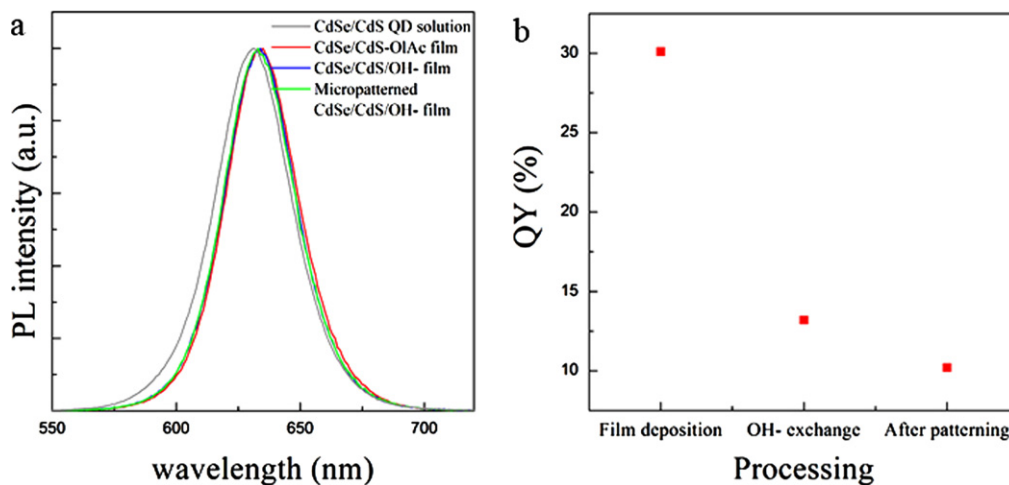 a
CdSe/CdS QD solution
CdSe/CdS-OlAc film
CdSe/CdS/OH- film
Micropatterned
CdSe/CdS/OH- film
PL intensity (a.u.)
550 600 650 700
wavelength (nm)
b
30
25
20
15
10
QY (%)
Film deposition OH- exchange After patterning
Processing